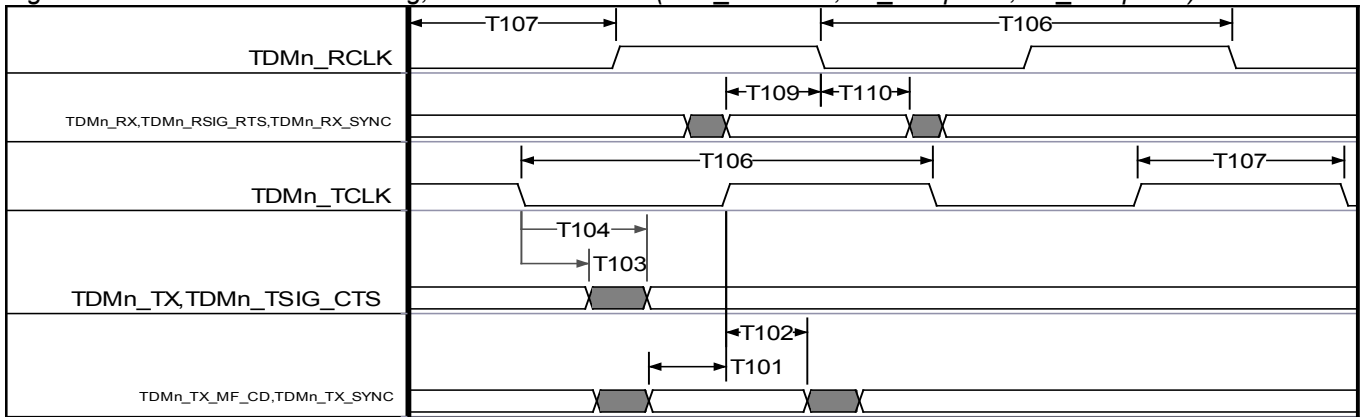 T107
T106
TDMn_RCLK
T109
T110
TDMn_RX,TDMn_RSIG_RTS,TDMn_RX_SYNC
T106
T107
TDMn_TCLK
T104
T103
TDMn_TX,TDMn_TSIG_CTS
T102
T101
TDMn_TX_MF_CD,TDMn_TX_SYNC